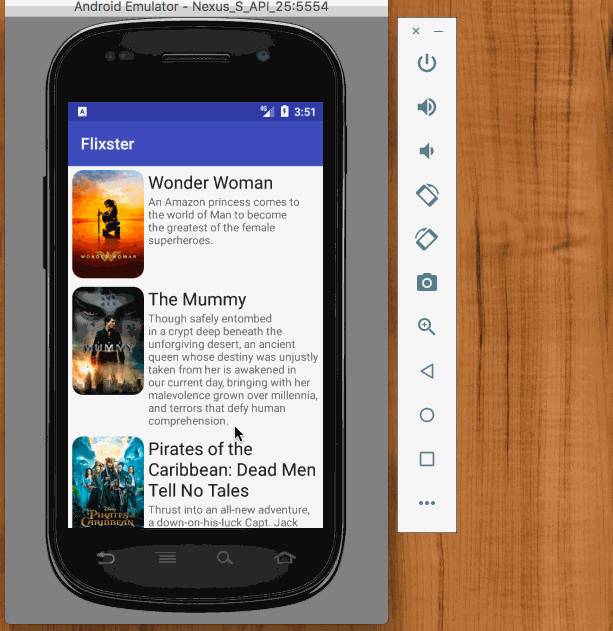 Android Emulator - Nexus_S_API_25:5554
A
4G
3:51
Flixster
WONDER WOMAN
Wonder Woman
An Amazon princess comes to
the world of Man to become
the greatest of the female
superheroes.
MUMMY
The Mummy
Though safely entombed
in a crypt deep beneath the
unforgiving desert, an ancient
queen whose destiny was unjustly
taken from her is awakened in
our current day, bringing with her
malevolence grown over millennia,
and terrors that defy human
comprehension.
PIRATES of the
CARIBBEAN
Pirates of the
Caribbean: Dead Men
Tell No Tales
Thrust into an all-new adventure,
a down-on-his-luck Capt. Jack